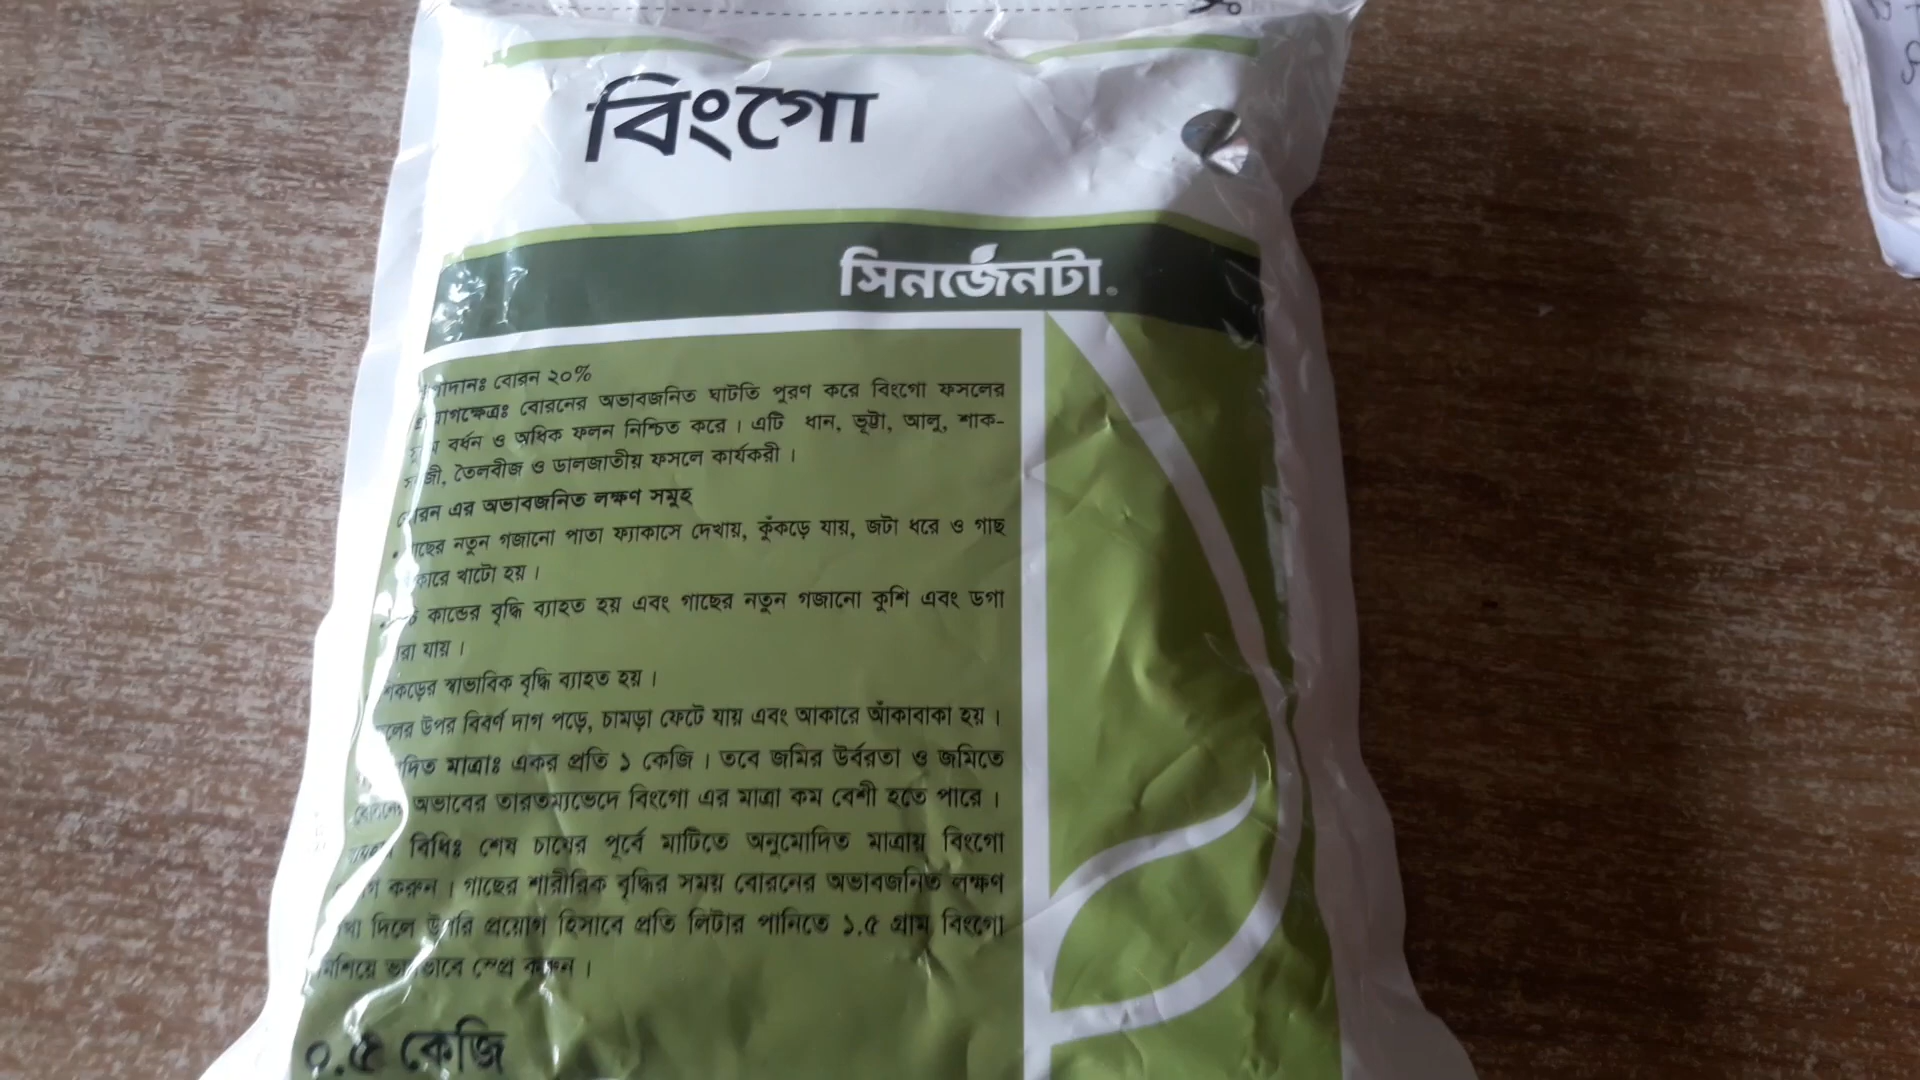 বিংগো
সিনজেনটা
বোরন ২০%
বোরনের অভাবজনিত ঘাটতি পুরণ করে বিংগো ফসলের
বর্ধন ও অধিক ফলন নিশ্চিত করে। এটি ধান, ভূট্টা, আলু, শাক-
তৈলবীজ ও ডালজাতীয় ফসলে কার্যকরী।
এর অভাবজনিত লক্ষণ সমূহ
নতুন গজানো পাতা ফ্যাকাসে দেখায়, কুঁকড়ে যায়, জটা ধরে ও গাছ
খাটো হয়।
কান্ডের বৃদ্ধি ব্যাহত হয় এবং গাছের নতুন গজানো কুশি এবং ডগা
যায়।
স্বাভাবিক বৃদ্ধি ব্যাহত হয়।
উপর বিবর্ণ দাগ পড়ে, চামড়া ফেটে যায় এবং আকারে আঁকাবাকা হয়।
মাত্রাঃ একর প্রতি ১ কেজি। তবে জমির উর্বরতা ও জমিতে
অভাবের তারতম্যভেদে বিংগো এর মাত্রা কম বেশী হতে পারে।
বিধিঃ শেষ চাষের পূর্বে মাটিতে অনুমোদিত মাত্রায় বিংগো
করুন। গাছের শারীরিক বৃদ্ধির সময় বোরনের অভাবজনিত লক্ষণ
দিলে উপরি প্রয়োগ হিসাবে প্রতি লিটার পানিতে ১.৫ গ্রাম বিংগো
স্প্রে করুন।
০.৫ কেজি